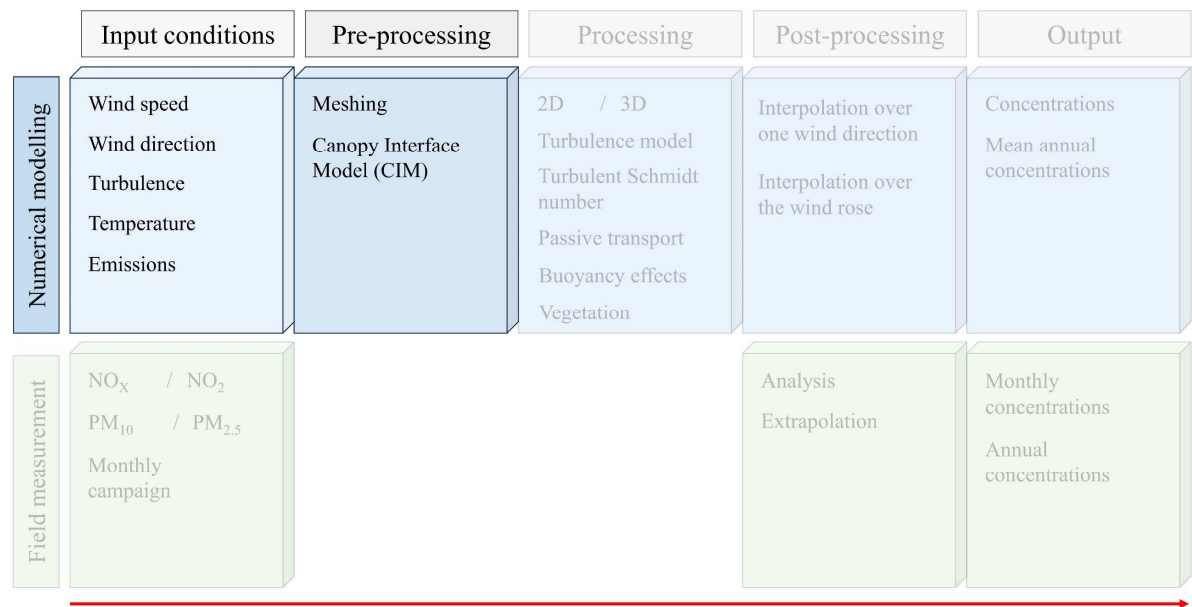 Input conditions
Pre-processing
Processing
Post-processing
Output
Numerical modelling
Wind speed
Wind direction
Turbulence
Temperature
Emissions
Meshing
Canopy Interface
Model (CIM)
2D / 3D
Turbulence model
Turbulent Schmidt
number
Passive transport
Buoyancy effects
Vegetation
Interpolation over
one wind direction
Interpolation over
the wind rose
Concentrations
Mean annual
concentrations
Field measurement
NOX / NO2
PM10 / PM2.5
Monthly
campaign
Analysis
Extrapolation
Monthly
concentrations
Annual
concentrations